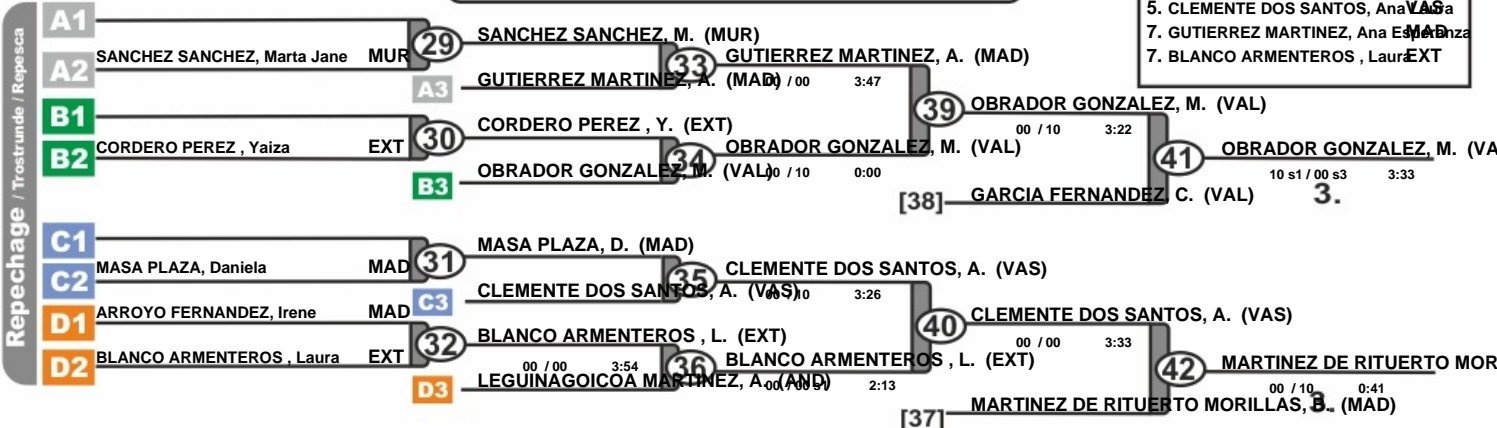 5. CLEMENTE DOS SANTOS, Ana Laura VAS
7. GUTIERREZ MARTINEZ, Ana Esperanza MAD
7. BLANCO ARMENTEROS , Laura EXT
Repechage / Trostrunde / Repesca
A1
A2 SANCHEZ SANCHEZ, Marta Jane MUR
29 SANCHEZ SANCHEZ, M. (MUR)
A3 GUTIERREZ MARTINEZ, A. (MAD)
33 GUTIERREZ MARTINEZ, A. (MAD)
/ 00 3:47
B1
B2 CORDERO PEREZ , Yaiza EXT
30 CORDERO PEREZ , Y. (EXT)
B3 OBRADOR GONZALEZ, M. (VAL)
34 OBRADOR GONZALEZ, M. (VAL)
/ 10 0:00
39 OBRADOR GONZALEZ, M. (VAL)
00 / 10 3:22
[38] GARCIA FERNANDEZ, C. (VAL)
41 OBRADOR GONZALEZ, M. (VA
10 s1 / 00 s3 3:33
3.
C1
C2 MASA PLAZA, Daniela MAD
31 MASA PLAZA, D. (MAD)
C3 CLEMENTE DOS SANTOS, A. (VAS)
35 CLEMENTE DOS SANTOS, A. (VAS)
00 / 10 3:26
D1 ARROYO FERNANDEZ, Irene MAD
D2 BLANCO ARMENTEROS , Laura EXT
32 BLANCO ARMENTEROS , L. (EXT)
00 / 00 3:54
D3 LEGUINAGOICOA MARTINEZ, A. (AND)
36 BLANCO ARMENTEROS , L. (EXT)
00 / 00 s1 2:13
40 CLEMENTE DOS SANTOS, A. (VAS)
00 / 00 3:33
[37] MARTINEZ DE RITUERTO MORILLAS, B. (MAD)
42 MARTINEZ DE RITUERTO MOR
00 / 10 0:41
3.